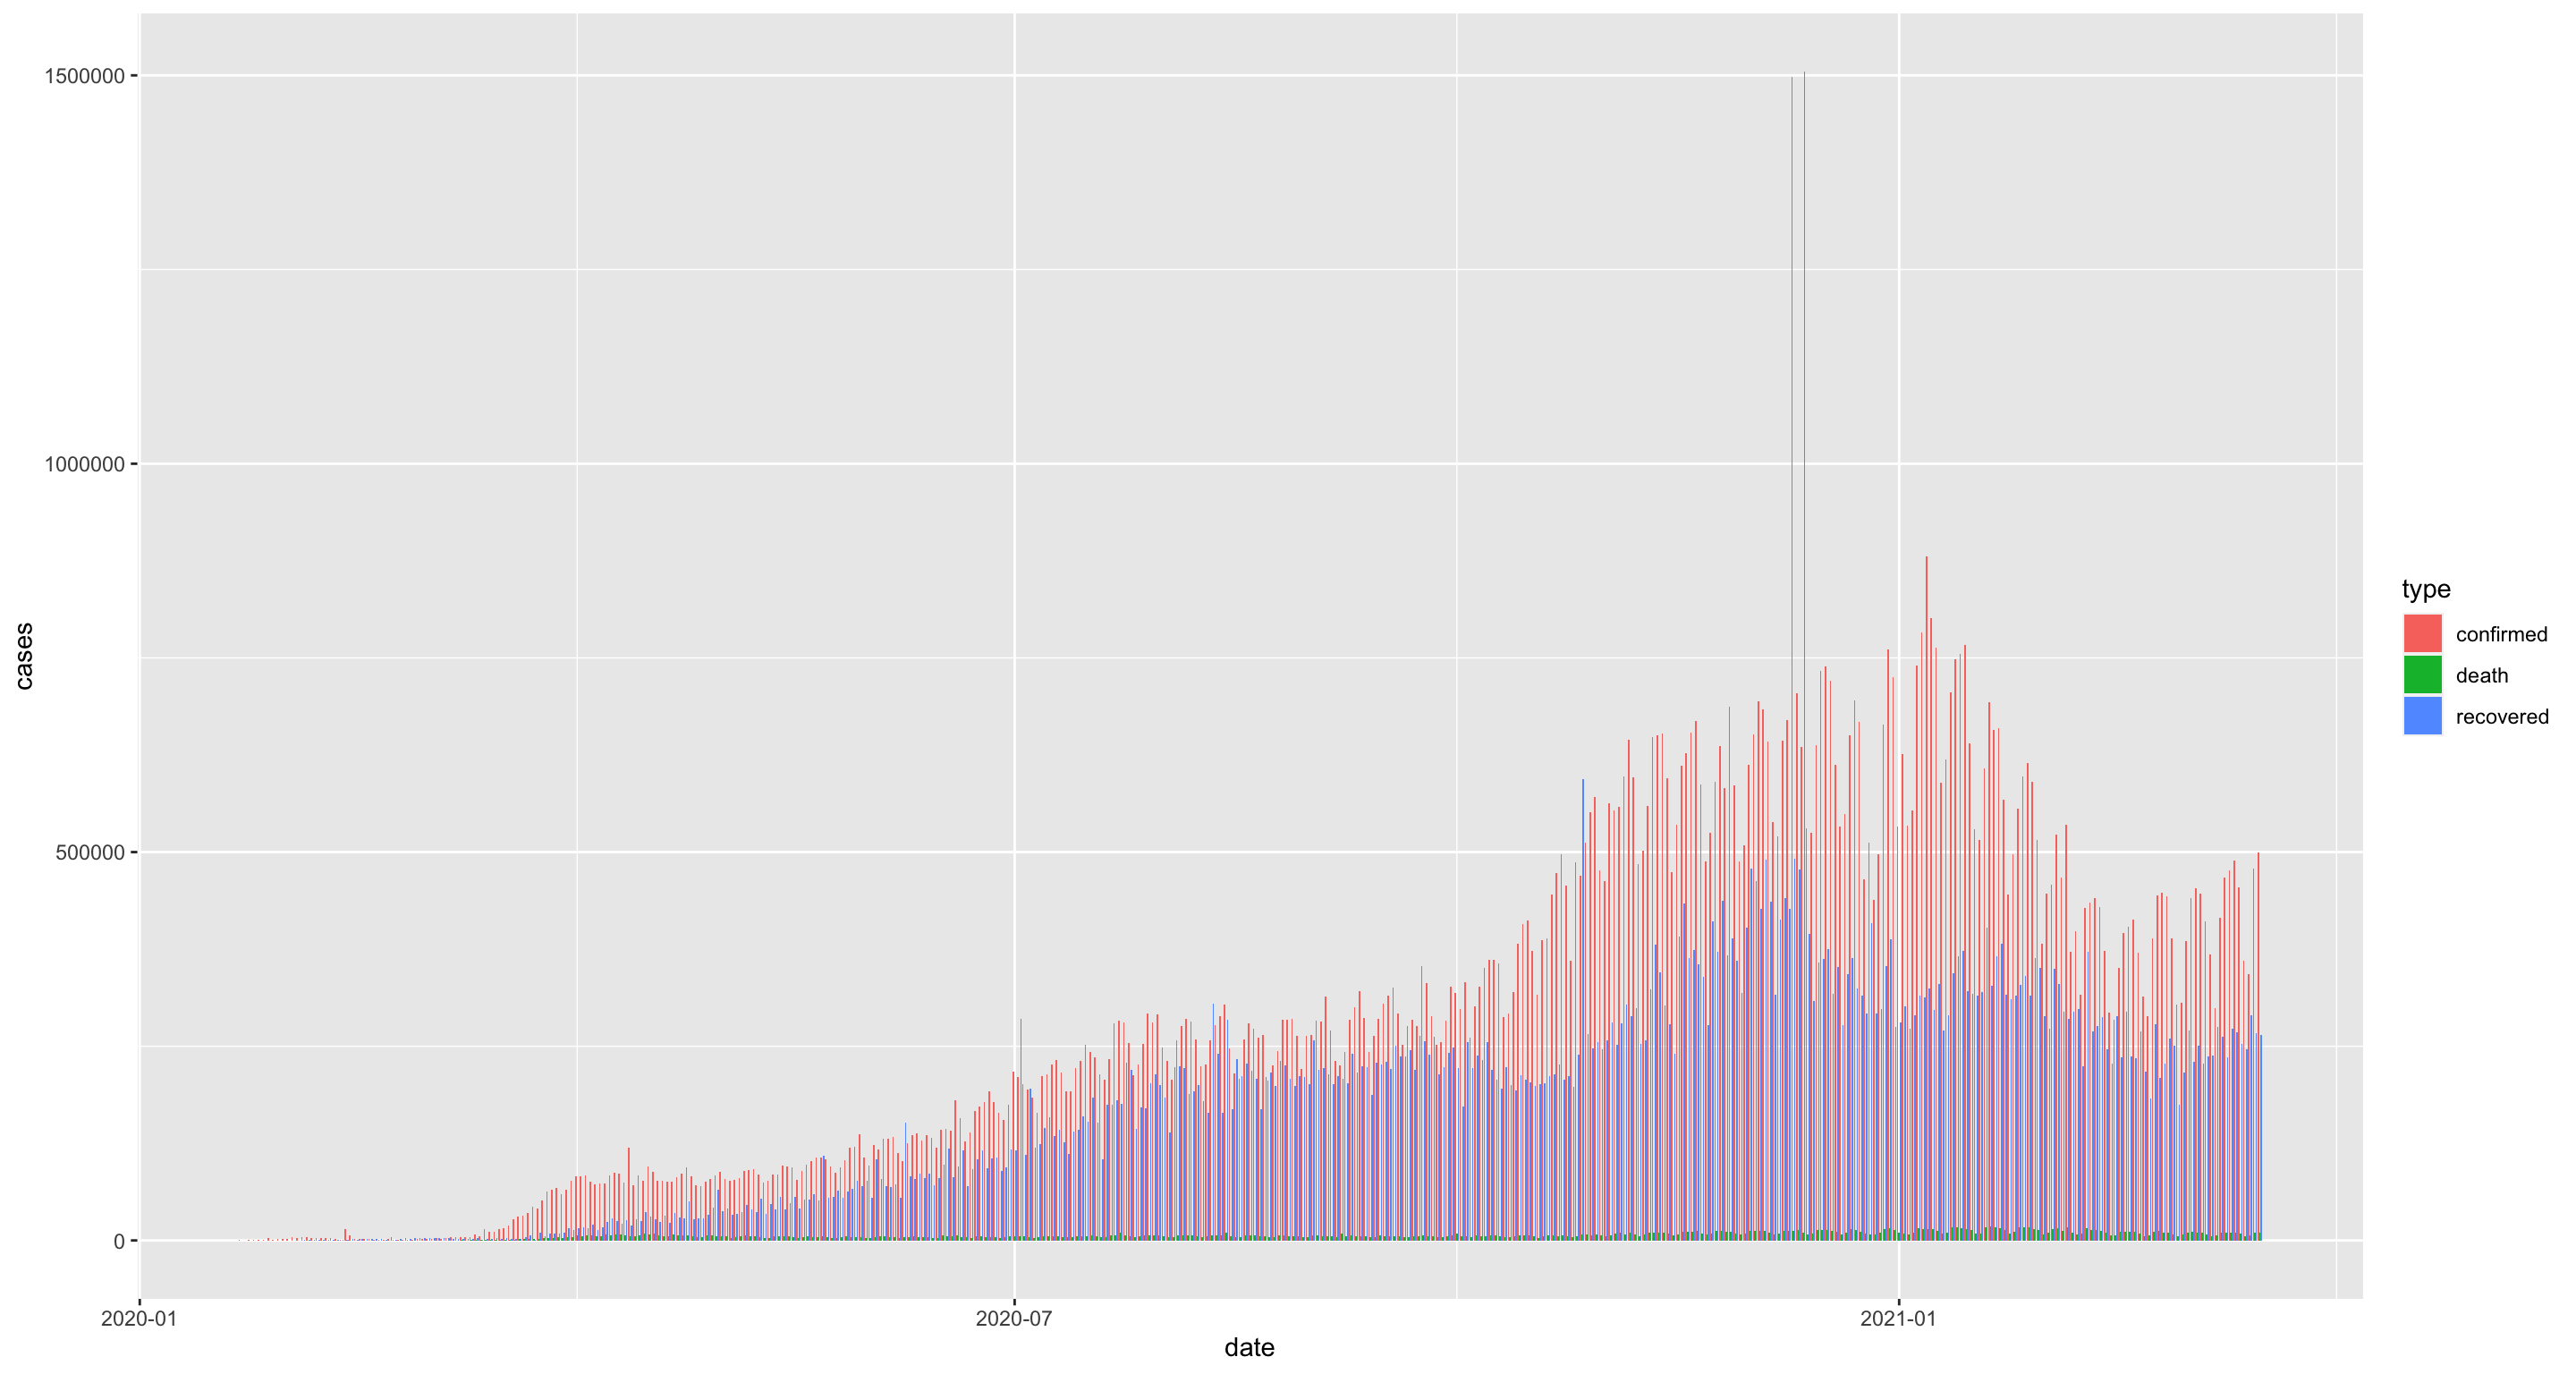 1500000
1000000
500000
0
cases
2020-01
2020-07
2021-01
date
type
confirmed
death
recovered